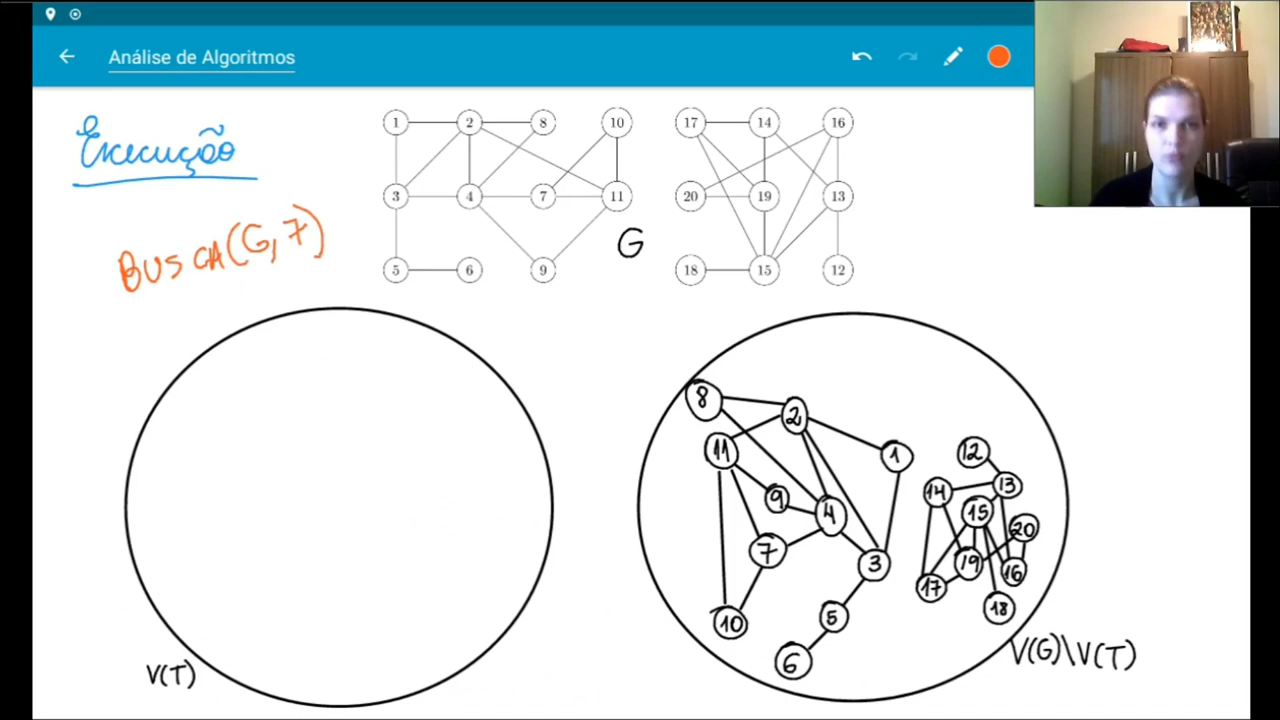 Análise de Algoritmos
Execução
BUSCA(G, 7)
1 2 8 10 17 14 16
3 4 7 11 20 19 13
G
5 6 9 18 15 12
8 2
11 1 12
14 13
9 4 15 20
7 3 19 16
17
10 5 18
6
V(G)\V(T)
V(T)